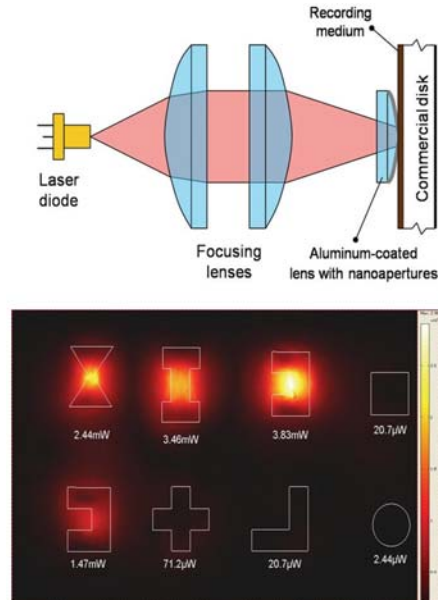 Recording
medium
Commercial disk
Laser
diode
Focusing
lenses
Aluminum-coated
lens with nanoapertures
2.44mW
3.46mW
3.83mW
20.7µW
1.47mW
71.2µW
20.7µW
2.44µW